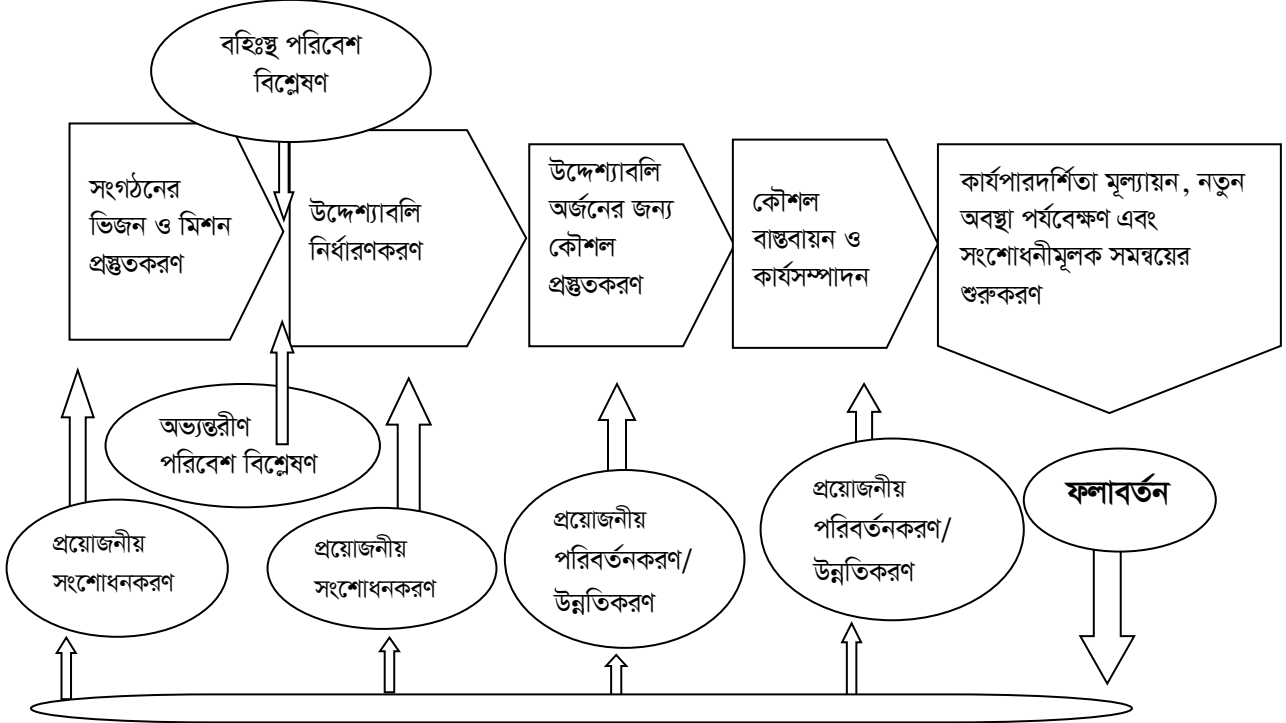 বহিঃস্থ পরিবেশ
বিশ্লেষণ
সংগঠনের
ভিজন ও মিশন
প্রস্তুতকরণ
উদ্দেশ্যাবলি
নির্ধারণকরণ
উদ্দেশ্যাবলি
অর্জনের জন্য
কৌশল
প্রস্তুতকরণ
কৌশল
বাস্তবায়ন ও
কার্যসম্পাদন
কার্যপারদর্শিতা মূল্যায়ন, নতুন
অবস্থা পর্যবেক্ষণ এবং
সংশোধনীমূলক সমন্বয়ের
শুরুকরণ
অভ্যন্তরীণ
পরিবেশ বিশ্লেষণ
প্রয়োজনীয়
সংশোধনকরণ
প্রয়োজনীয়
সংশোধনকরণ
প্রয়োজনীয়
পরিবর্তনকরণ/
উন্নতিকরণ
প্রয়োজনীয়
পরিবর্তনকরণ/
উন্নতিকরণ
ফলাবর্তন